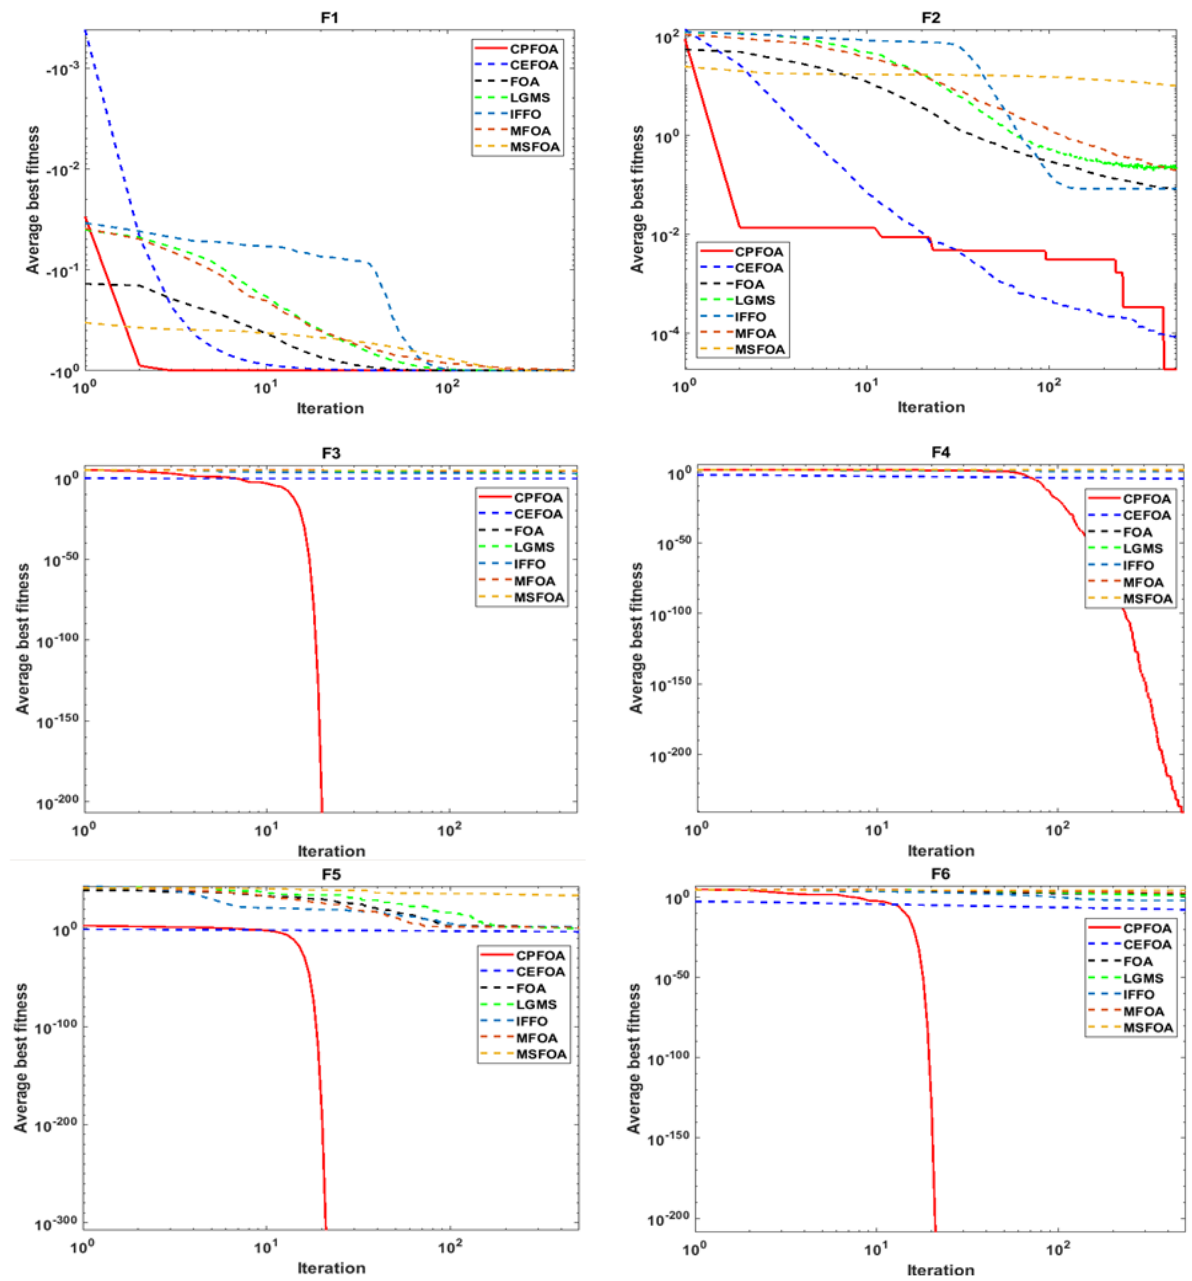 F1
Average best fitness
-10^-3
-10^-2
-10^-1
-10^0
CPFOA
CEFOA
FOA
LGMS
IFFO
MFOA
MSFOA
10^0
10^1
10^2
Iteration
F2
Average best fitness
10^2
10^0
10^-2
10^-4
CPFOA
CEFOA
FOA
LGMS
IFFO
MFOA
MSFOA
10^0
10^1
10^2
Iteration
F3
Average best fitness
10^0
10^-50
10^-100
10^-150
10^-200
CPFOA
CEFOA
FOA
LGMS
IFFO
MFOA
MSFOA
10^0
10^1
10^2
Iteration
F4
Average best fitness
10^0
10^-50
10^-100
10^-150
10^-200
CPFOA
CEFOA
FOA
LGMS
IFFO
MFOA
MSFOA
10^0
10^1
10^2
Iteration
F5
Average best fitness
10^0
10^-100
10^-200
10^-300
CPFOA
CEFOA
FOA
LGMS
IFFO
MFOA
MSFOA
10^0
10^1
10^2
Iteration
F6
Average best fitness
10^0
10^-50
10^-100
10^-150
10^-200
CPFOA
CEFOA
FOA
LGMS
IFFO
MFOA
MSFOA
10^0
10^1
10^2
Iteration